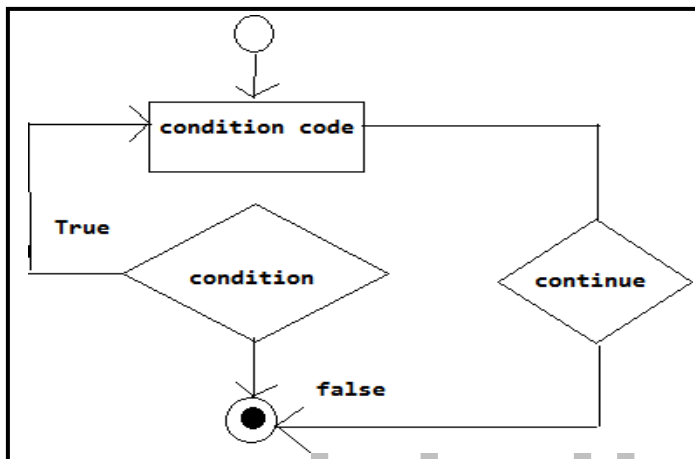 condition code
True
condition
continue
false